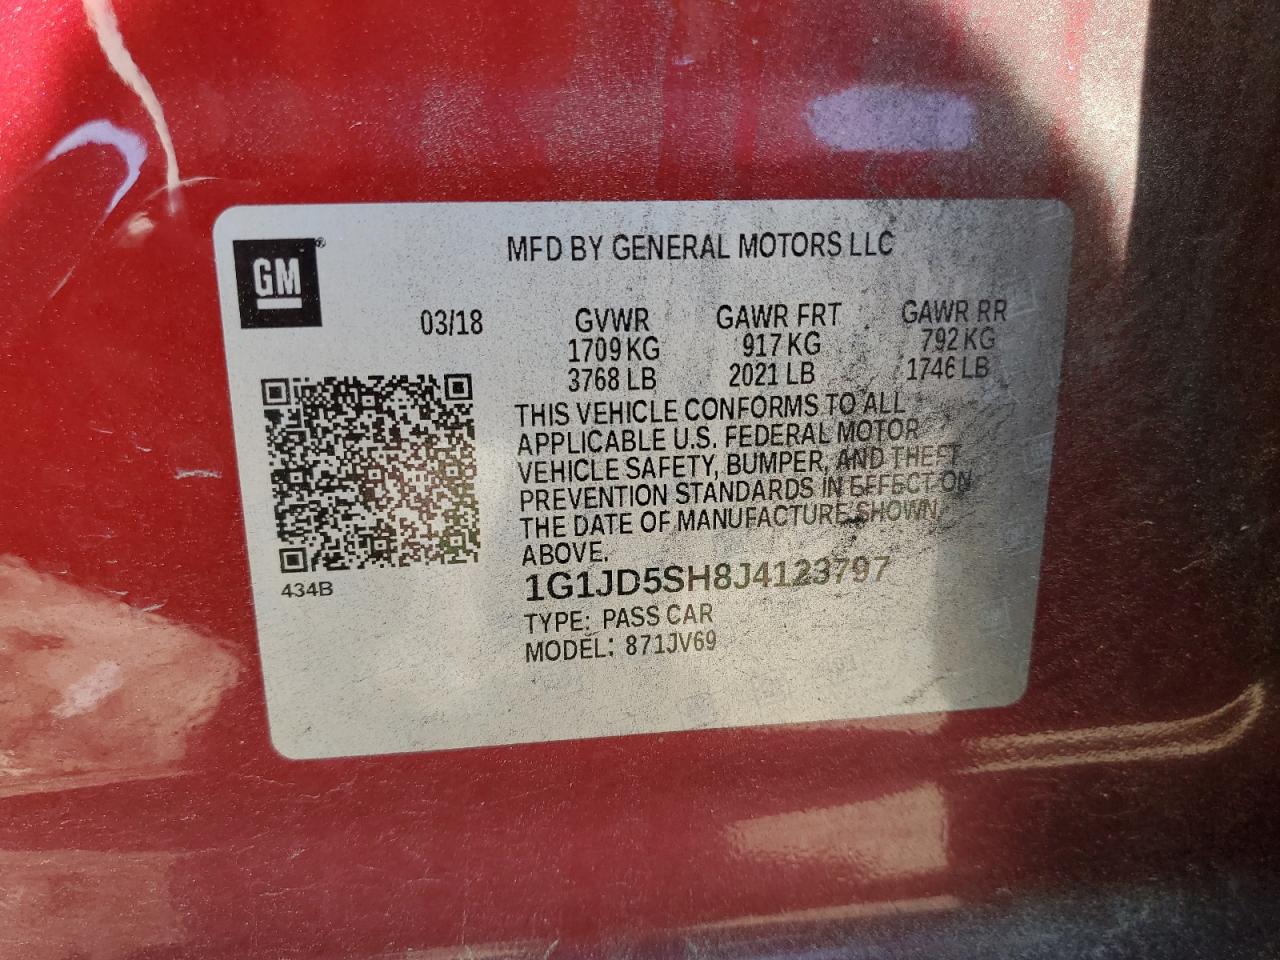 MFD BY GENERAL MOTORS LLC
GM®
03/18 GVWR GAWR FRT GAWR RR
1709 KG 917 KG 792 KG
3768 LB 2021 LB 1746 LB
THIS VEHICLE CONFORMS TO ALL
APPLICABLE U.S. FEDERAL MOTOR
VEHICLE SAFETY, BUMPER, AND THEFT
PREVENTION STANDARDS IN EFFECT ON
THE DATE OF MANUFACTURE SHOWN
ABOVE.
434B
1G1JD5SH8J4123797
TYPE: PASS CAR
MODEL: 871JV69